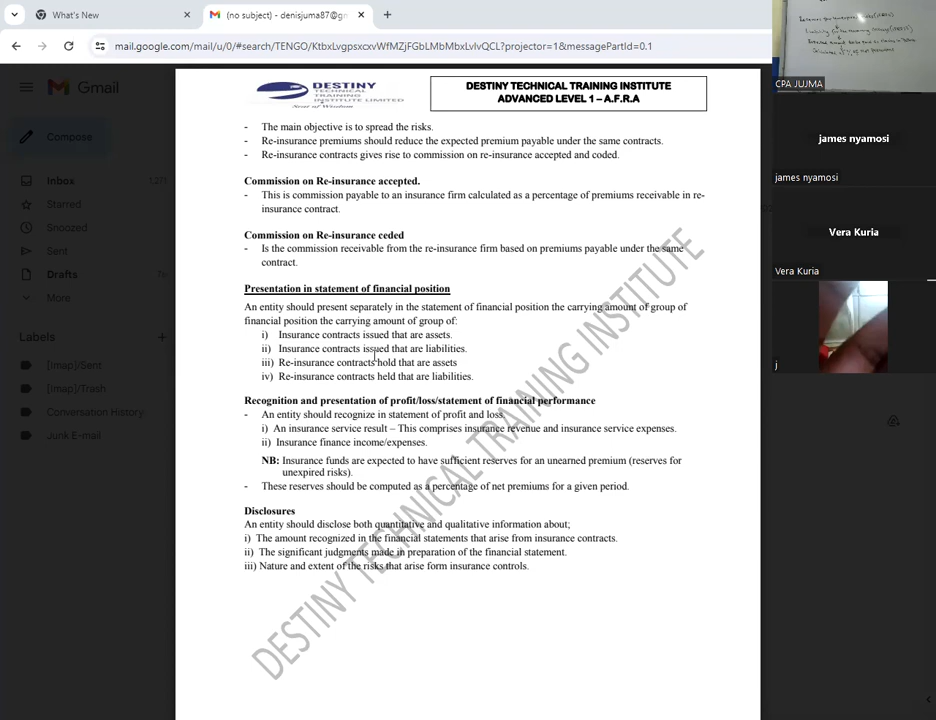 What's New
(no subject) - denisjuma87@gm
mail.google.com/mail/u/0/#search/TENGO/KtbxLvgpsxcxvWfMZjFGbLMbMbxLvlvQCL?projector=1&messagePartId=0.1
Gmail
Compose
Inbox 1,271
Starred
Snoozed
Sent
Drafts
More
Labels
[Imap]/Sent
[Imap]/Trash
Conversation History
Junk E-mail
DESTINY
TECHNICAL
TRAINING
INSTITUTE LIMITED
Seat of Wisdom
DESTINY TECHNICAL TRAINING INSTITUTE
ADVANCED LEVEL 1 – A.F.R.A
- The main objective is to spread the risks.
- Re-insurance premiums should reduce the expected premium payable under the same contracts.
- Re-insurance contracts gives rise to commission on re-insurance accepted and coded.
Commission on Re-insurance accepted.
- This is commission payable to an insurance firm calculated as a percentage of premiums receivable in re-
insurance contract.
Commission on Re-insurance ceded
- Is the commission receivable from the re-insurance firm based on premiums payable under the same
contract.
Presentation in statement of financial position
An entity should present separately in the statement of financial position the carrying amount of group of
financial position the carrying amount of group of:
i) Insurance contracts issued that are assets.
ii) Insurance contracts issued that are liabilities.
iii) Re-insurance contracts hold that are assets
iv) Re-insurance contracts held that are liabilities.
Recognition and presentation of profit/loss/statement of financial performance
- An entity should recognize in statement of profit and loss.
i) An insurance service result – This comprises insurance revenue and insurance service expenses.
ii) Insurance finance income/expenses.
NB: Insurance funds are expected to have sufficient reserves for an unearned premium (reserves for
unexpired risks).
- These reserves should be computed as a percentage of net premiums for a given period.
Disclosures
An entity should disclose both quantitative and qualitative information about;
i) The amount recognized in the financial statements that arise from insurance contracts.
ii) The significant judgments made in preparation of the financial statement.
iii) Nature and extent of the risks that arise form insurance controls.
DESTINY TECHNICAL TRAINING INSTITUTE
CPA JUJMA
james nyamosi
james nyamosi
Vera Kuria
Vera Kuria
j